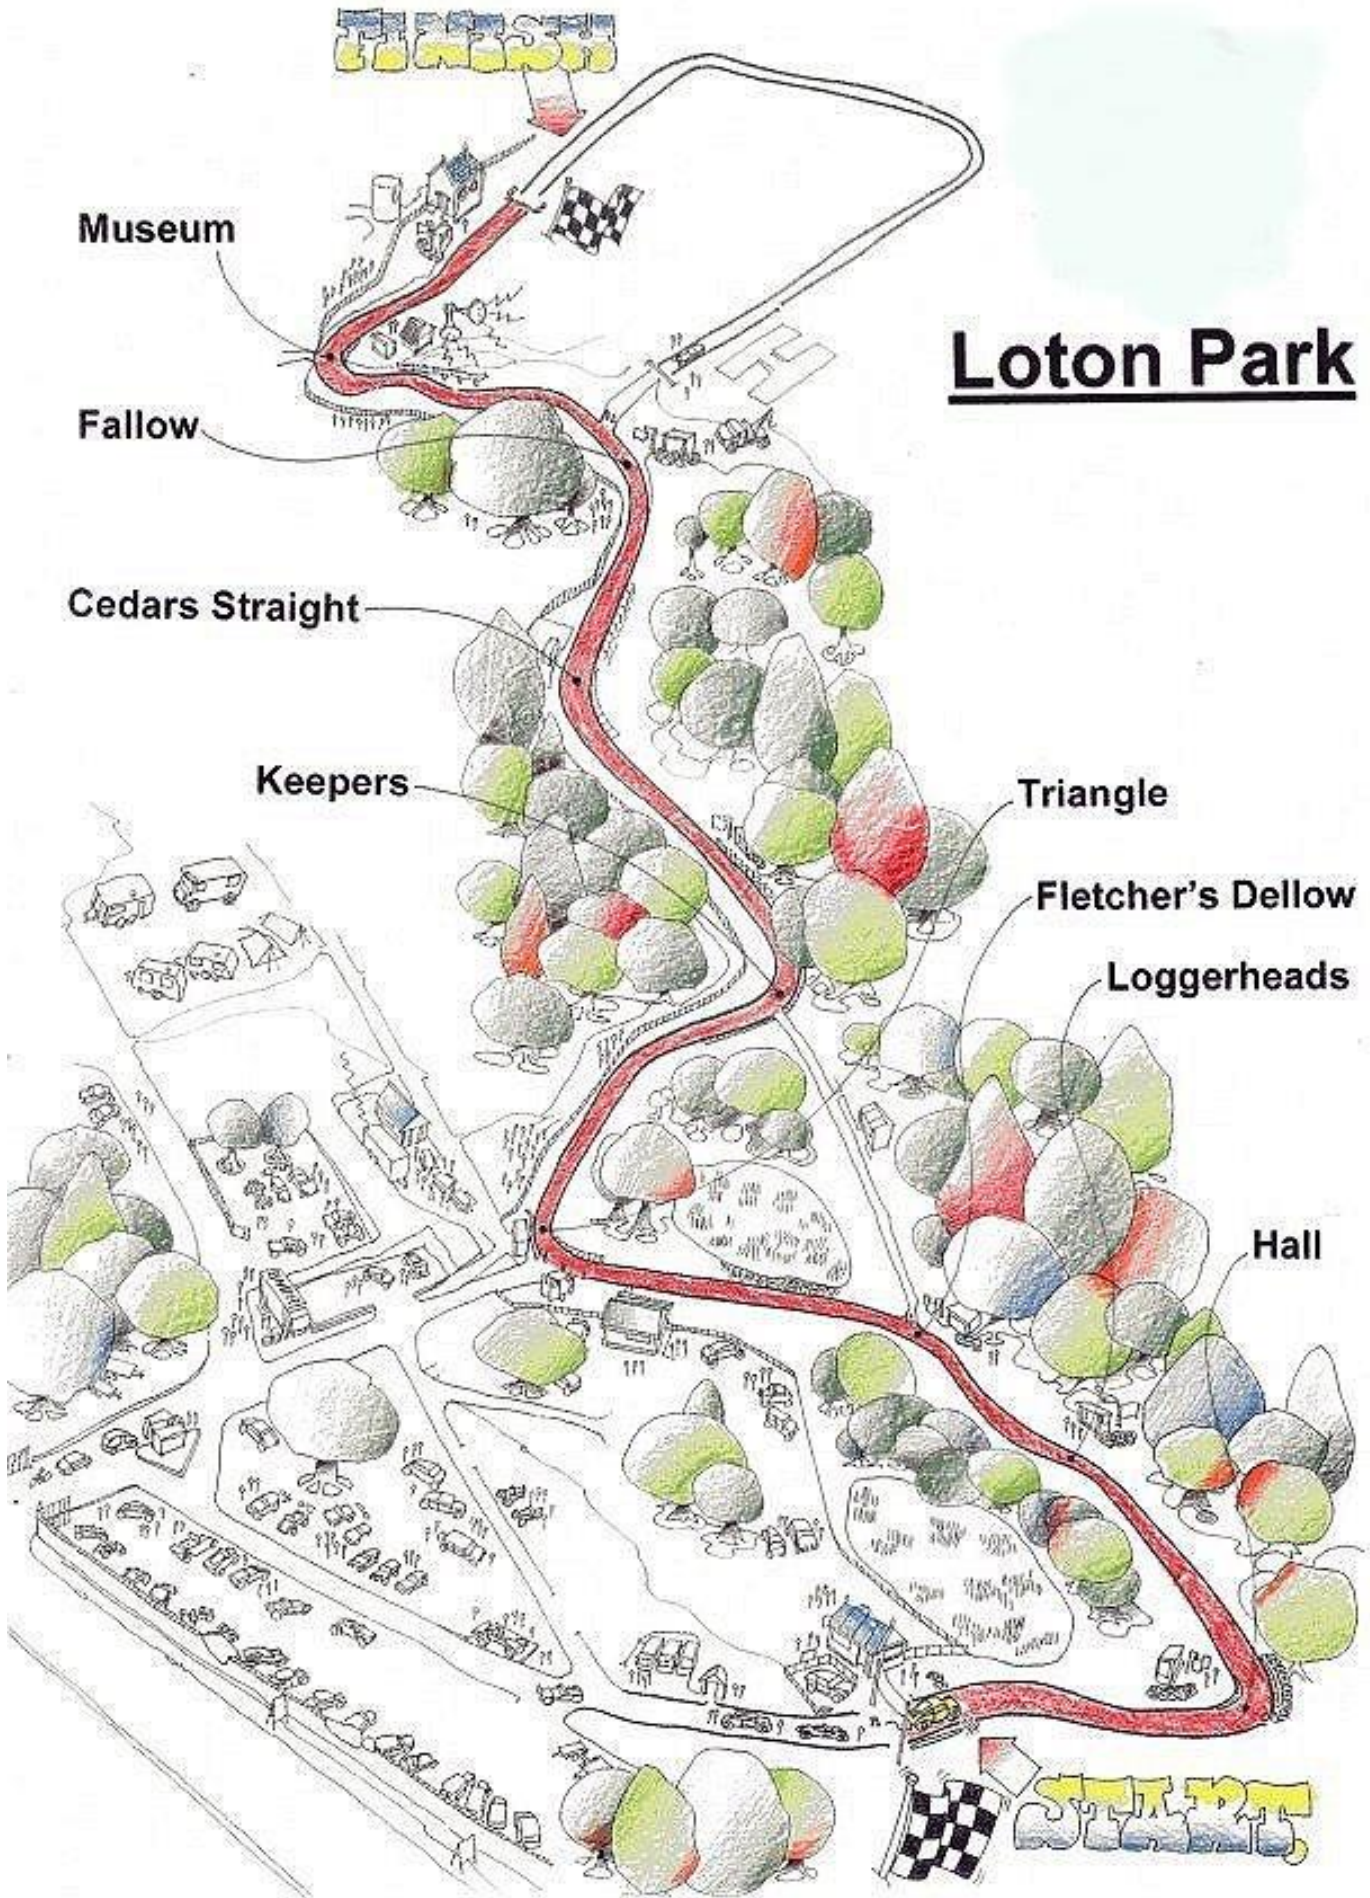 FINISH
Museum
Loton Park
Fallow
Cedars Straight
Keepers
Triangle
Fletcher's Dellow
Loggerheads
Hall
START